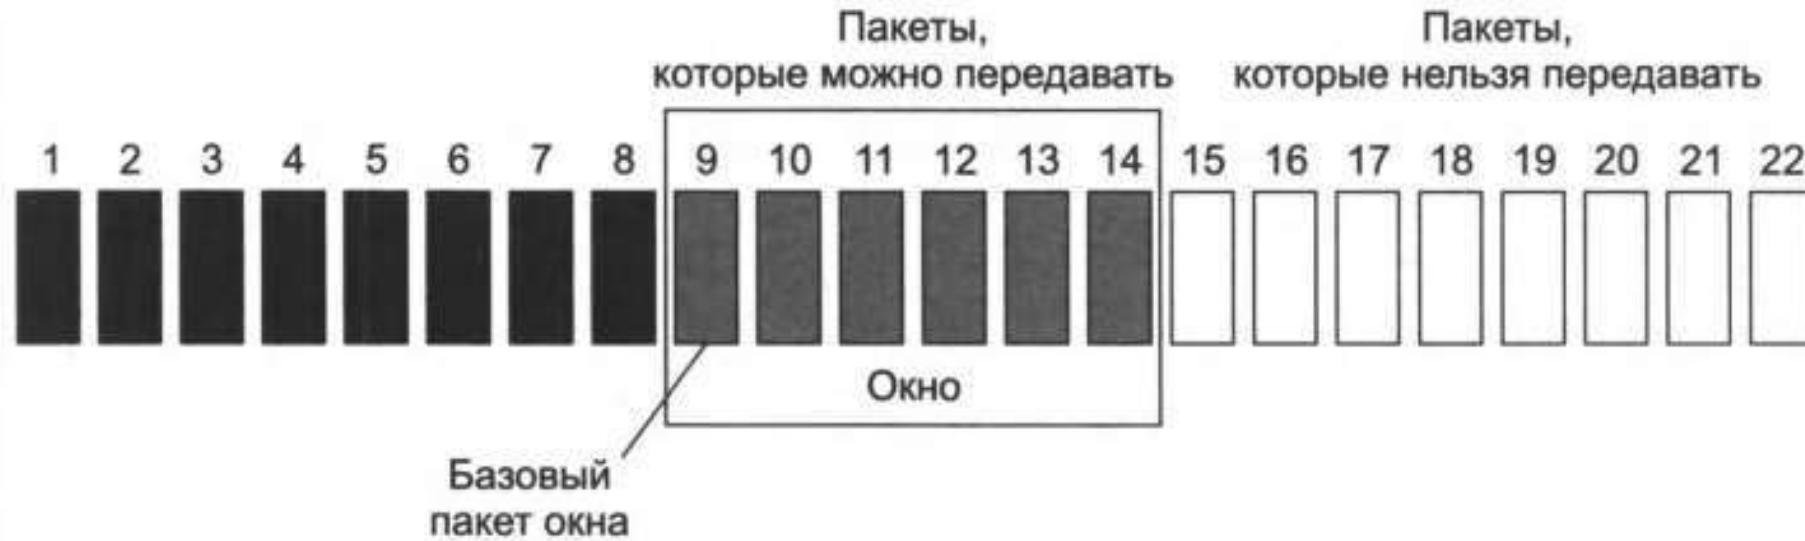 Пакеты,
которые можно передавать
Пакеты,
которые нельзя передавать
1 2 3 4 5 6 7 8 9 10 11 12 13 14 15 16 17 18 19 20 21 22
Окно
Базовый
пакет окна